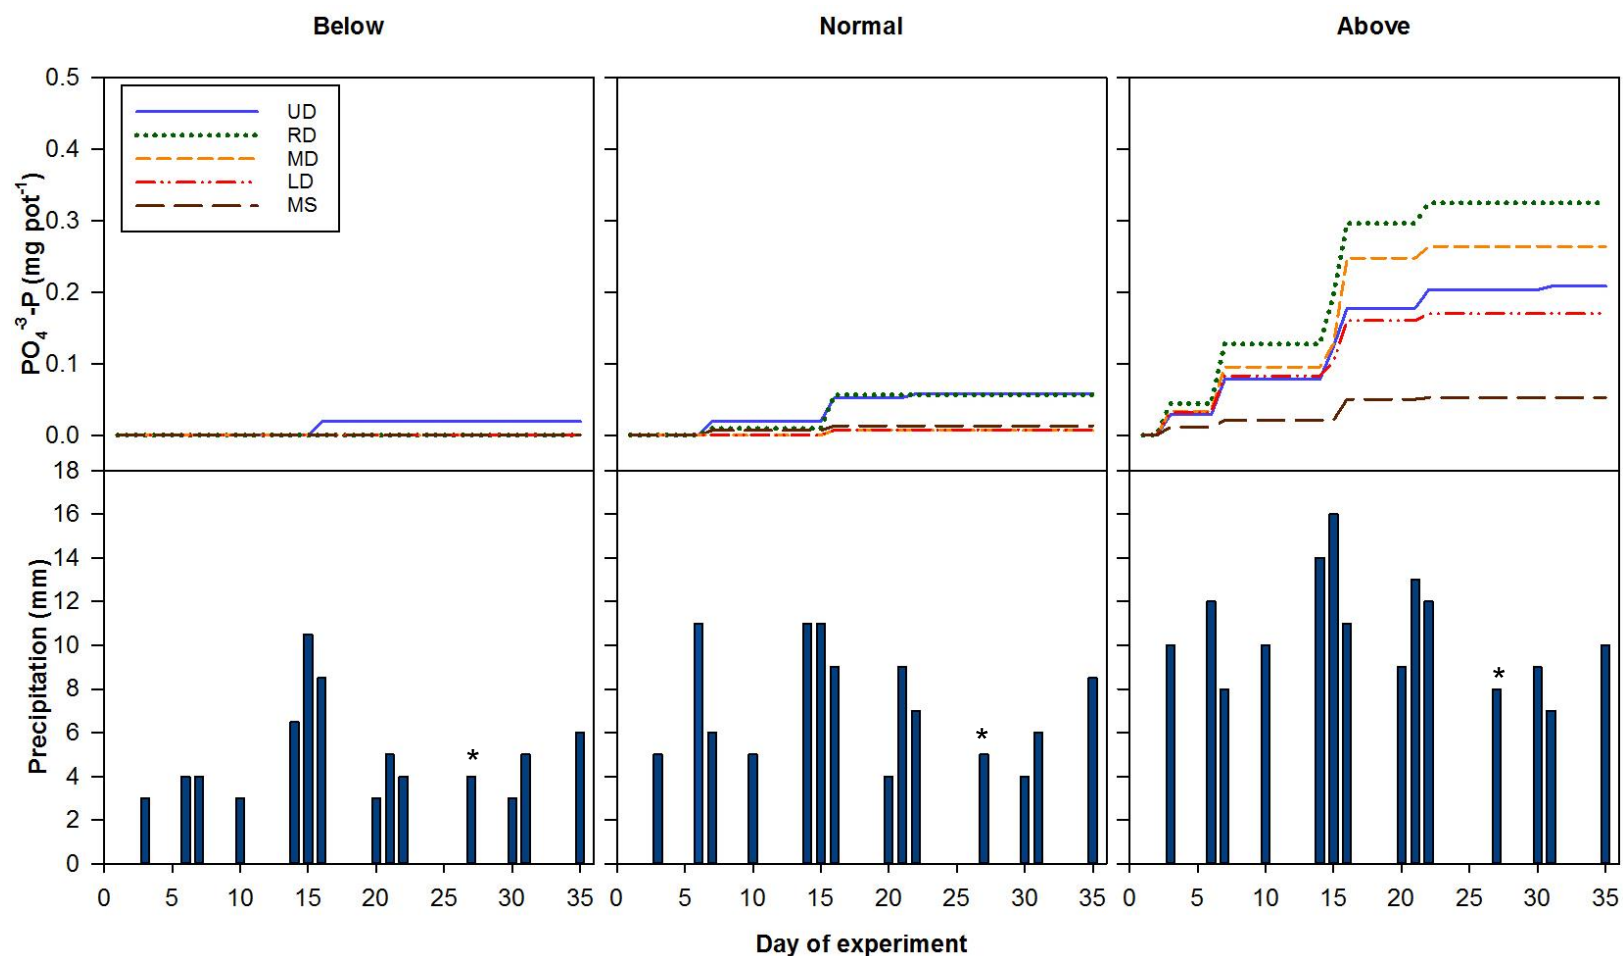 Below
Normal
Above
PO₄⁻³-P (mg pot⁻¹)
0.5
0.4
0.3
0.2
0.1
0.0
UD
RD
MD
LD
MS
Precipitation (mm)
18
16
14
12
10
8
6
4
2
0
*
*
*
0 5 10 15 20 25 30 35
0 5 10 15 20 25 30 35
0 5 10 15 20 25 30 35
Day of experiment